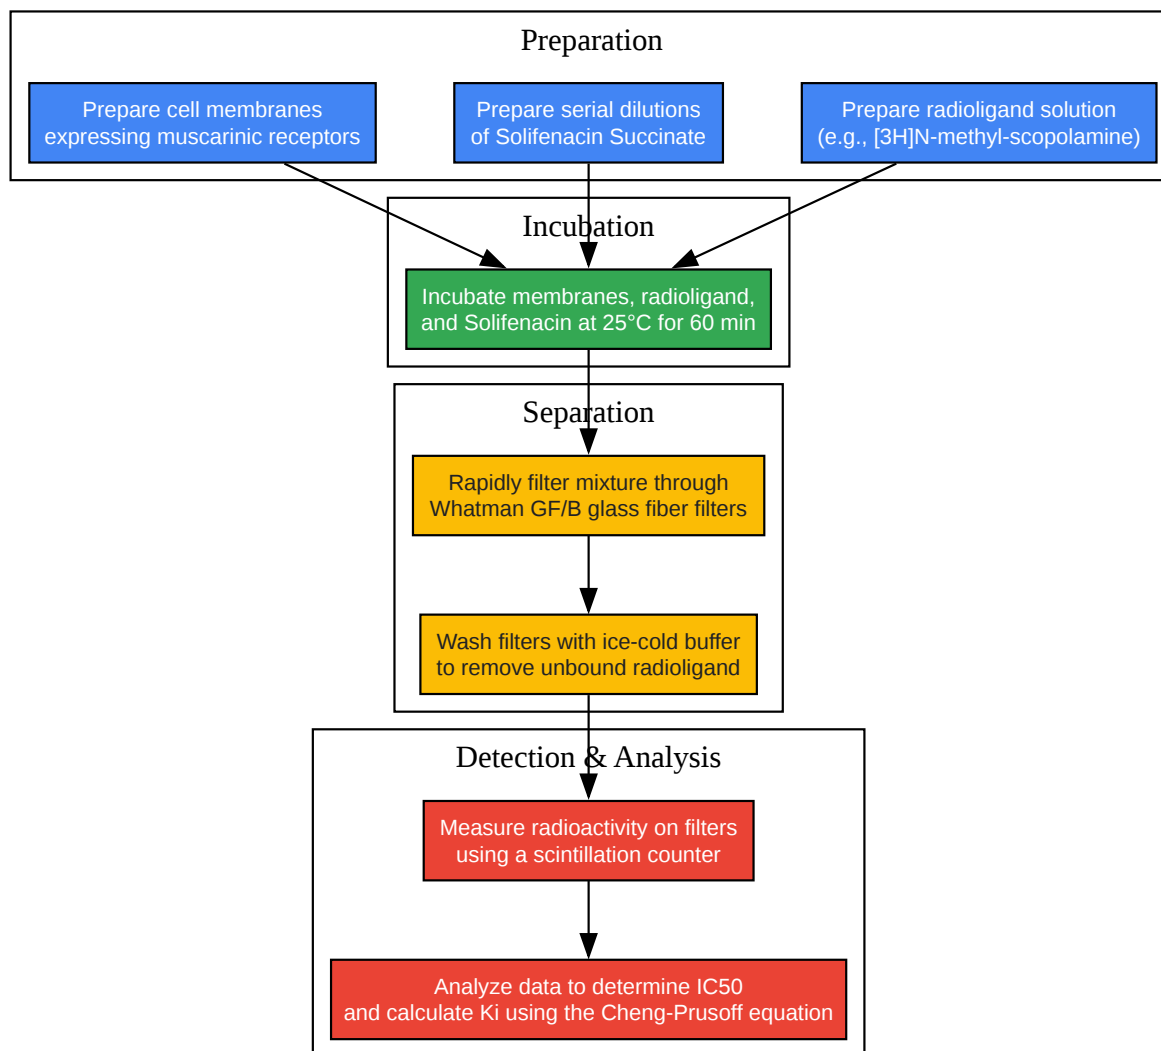 Preparation
Prepare cell membranes
expressing muscarinic receptors
Prepare serial dilutions
of Solifenacin Succinate
Prepare radioligand solution
(e.g., [3H]N-methyl-scopolamine)
Incubation
Incubate membranes, radioligand,
and Solifenacin at 25°C for 60 min
Separation
Rapidly filter mixture through
Whatman GF/B glass fiber filters
Wash filters with ice-cold buffer
to remove unbound radioligand
Detection & Analysis
Measure radioactivity on filters
using a scintillation counter
Analyze data to determine IC50
and calculate Ki using the Cheng-Prusoff equation